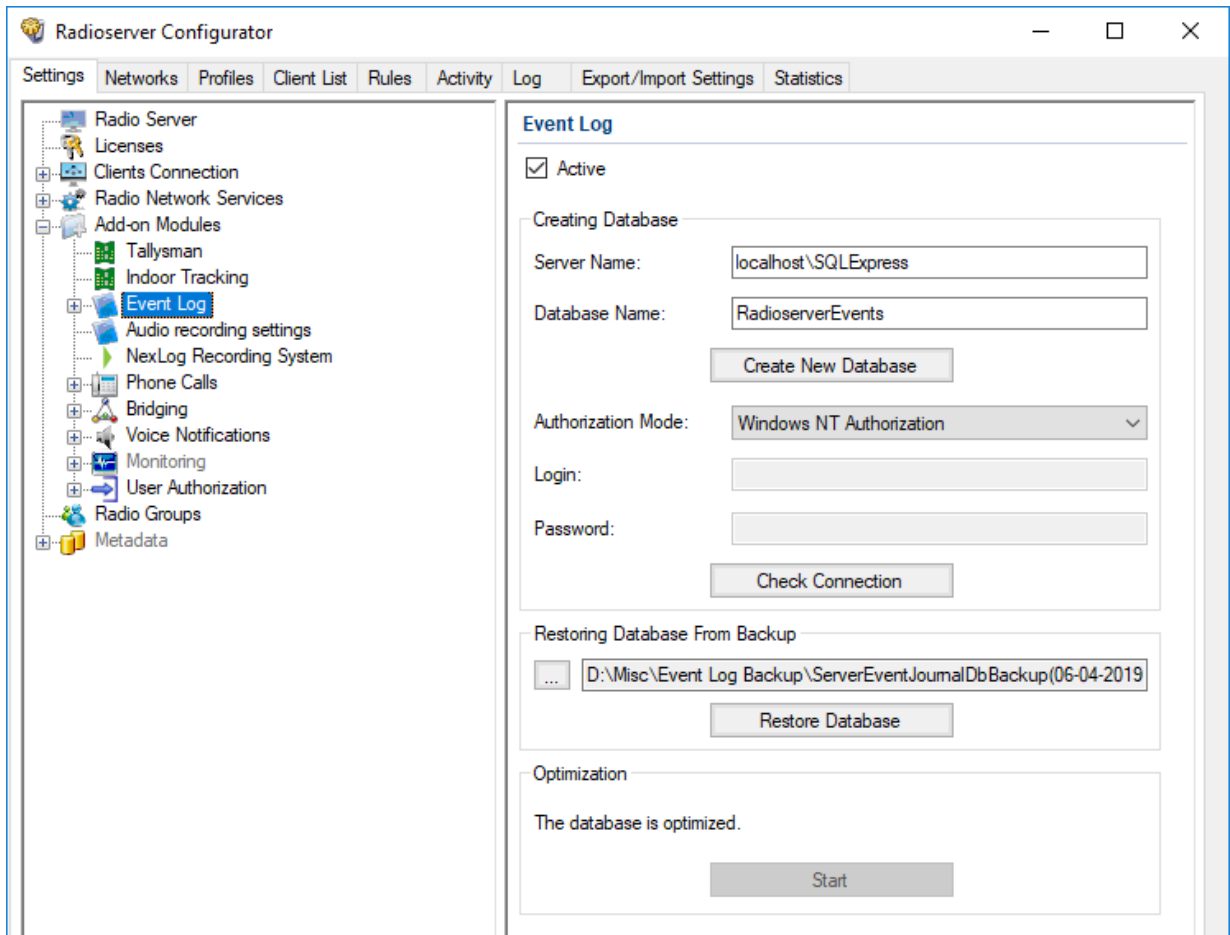 Radioserver Configurator
Settings Networks Profiles Client List Rules Activity Log Export/Import Settings Statistics
Radio Server
Licenses
Clients Connection
Radio Network Services
Add-on Modules
Tallysman
Indoor Tracking
Event Log
Audio recording settings
NexLog Recording System
Phone Calls
Bridging
Voice Notifications
Monitoring
User Authorization
Radio Groups
Metadata
Event Log
Active
Creating Database
Server Name: localhost\SQLExpress
Database Name: RadioserverEvents
Create New Database
Authorization Mode: Windows NT Authorization
Login:
Password:
Check Connection
Restoring Database From Backup
... D:\Misc\Event Log Backup\ServerEventJournalDbBackup(06-04-2019
Restore Database
Optimization
The database is optimized.
Start